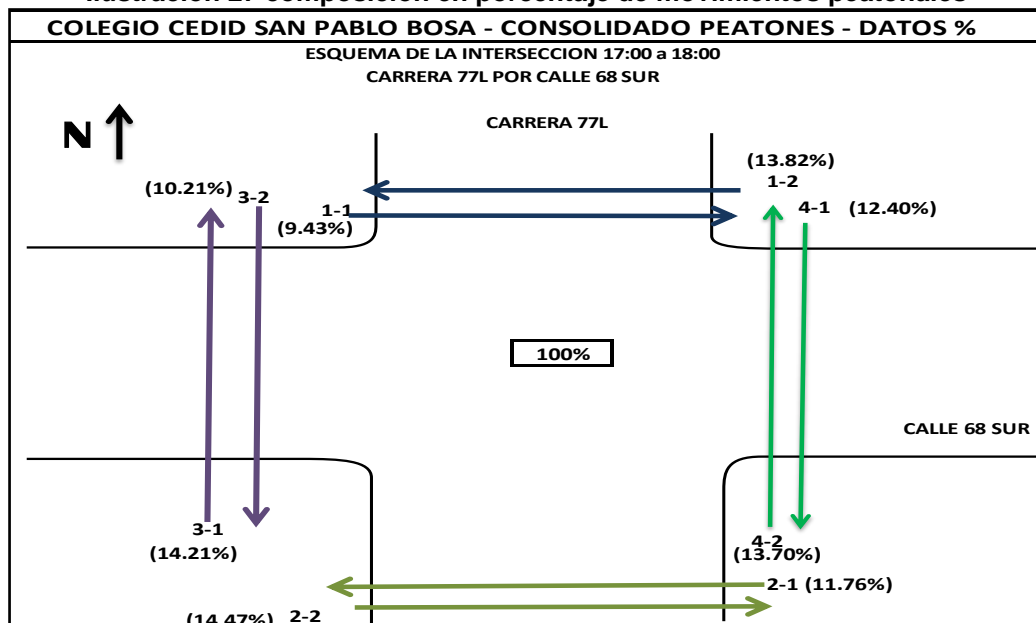 COLEGIO CEDID SAN PABLO BOSA - CONSOLIDADO PEATONES - DATOS %
ESQUEMA DE LA INTERSECCION 17:00 a 18:00
CARRERA 77L POR CALLE 68 SUR
N
CARRERA 77L
(13.82%)
1-2
(10.21%)
3-2
1-1
(9.43%)
4-1 (12.40%)
100%
CALLE 68 SUR
3-1
(14.21%)
4-2
(13.70%)
2-1 (11.76%)
(14.47%) 2-2